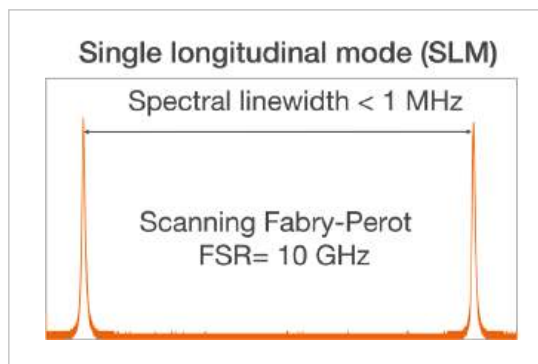 Single longitudinal mode (SLM)
Spectral linewidth < 1 MHz
Scanning Fabry-Perot
FSR= 10 GHz